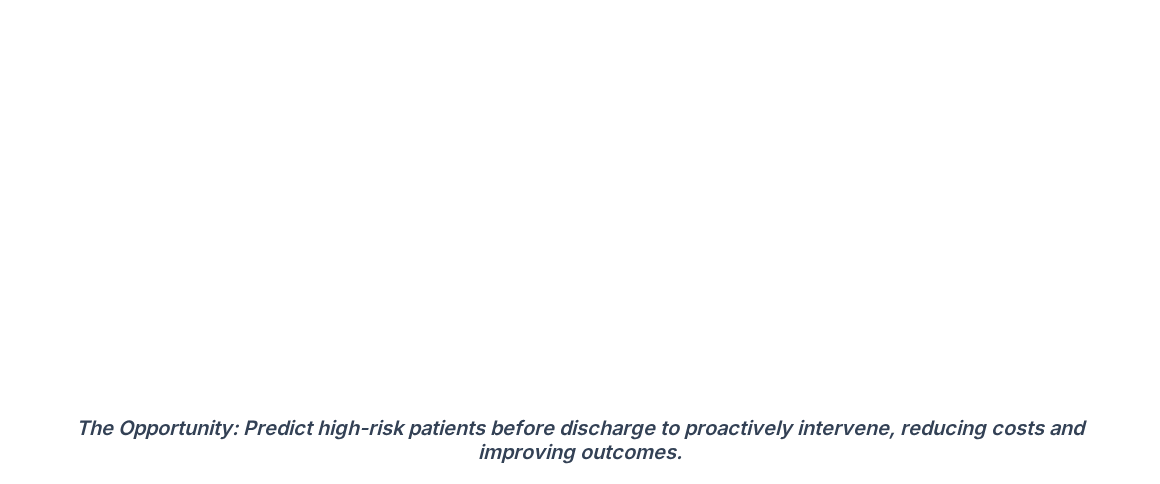 The Opportunity: Predict high-risk patients before discharge to proactively intervene, reducing costs and
improving outcomes.